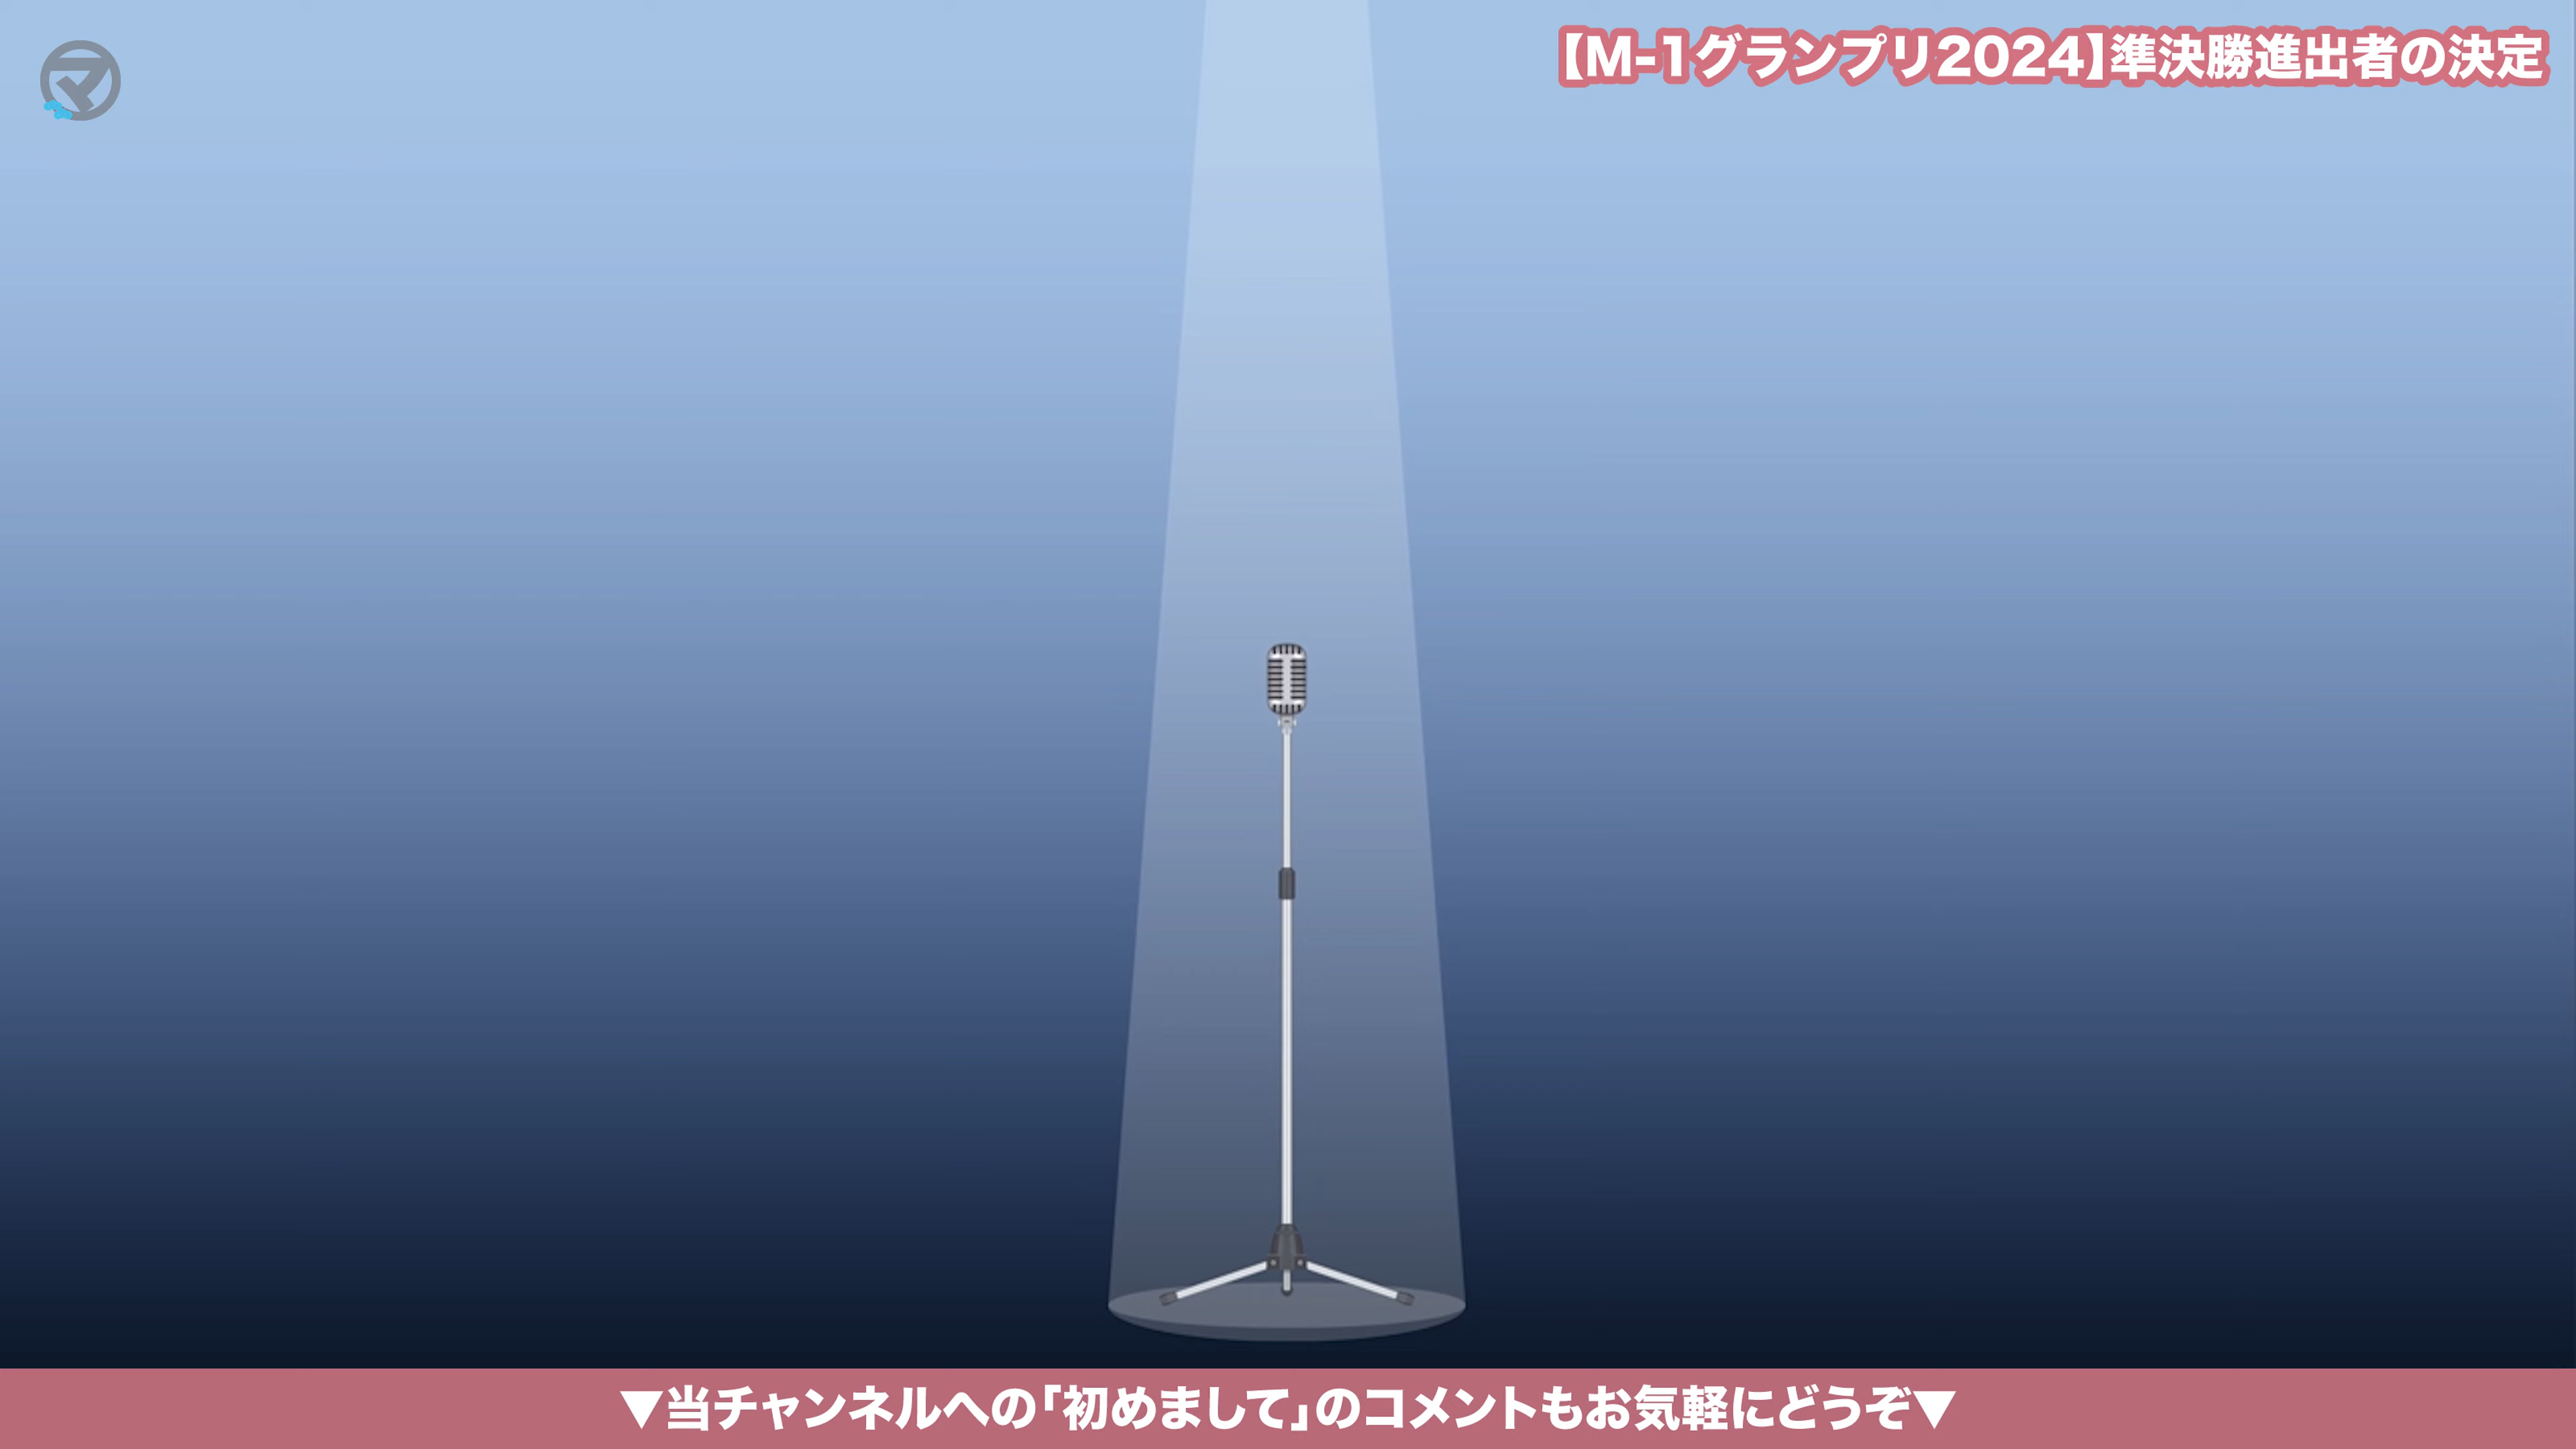 マ
【M-1グランプリ2024】準決勝進出者の決定
▼当チャンネルへの｢初めまして｣のコメントもお気軽にどうぞ▼